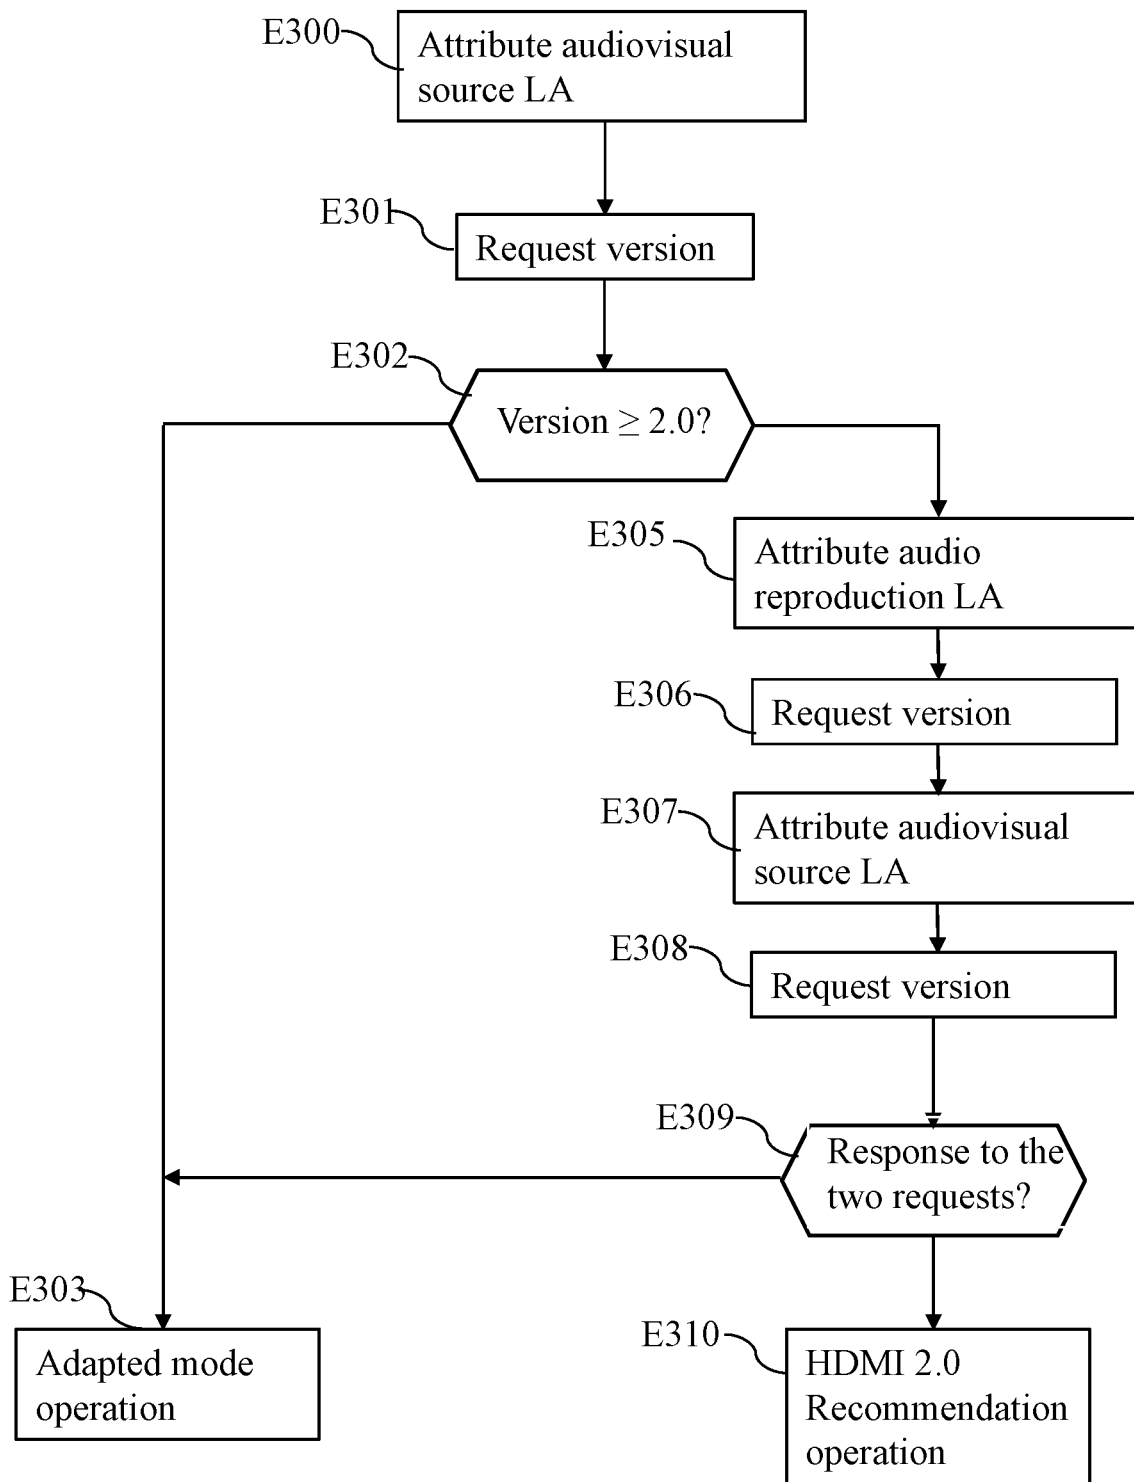 E300
Attribute audiovisual
source LA
E301
Request version
E302
Version ≥ 2.0?
E305
Attribute audio
reproduction LA
E306
Request version
E307
Attribute audiovisual
source LA
E308
Request version
E309
Response to the
two requests?
E303
Adapted mode
operation
E310
HDMI 2.0
Recommendation
operation